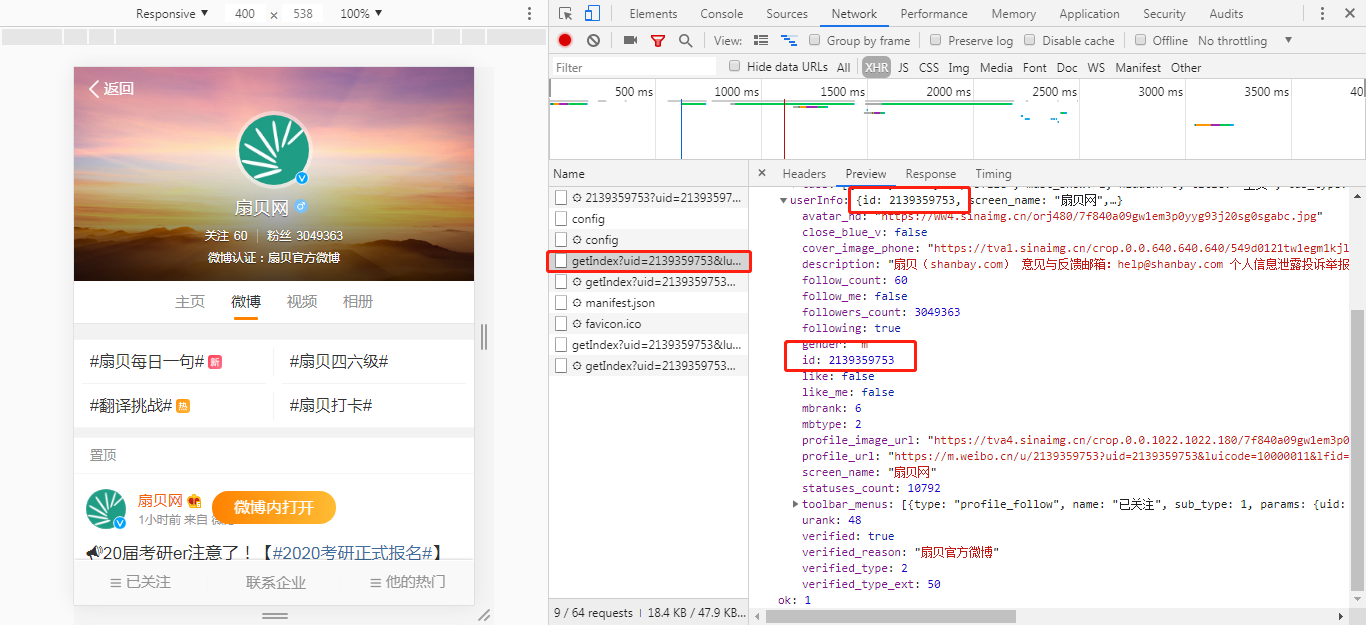 Responsive ▼ 400 × 538 100% ▼
返回
扇贝网
关注 60 | 粉丝 3049363
微博认证：扇贝官方微博
主页 微博 视频 相册
#扇贝每日一句# 新 #扇贝四六级#
#翻译挑战# 热 #扇贝打卡#
置顶
扇贝网
1小时前 来自
微博内打开
20届考研er注意了！【#2020考研正式报名#】
已关注 联系企业 他的热门
Elements Console Sources Network Performance Memory Application Security Audits
View: Group by frame Preserve log Disable cache Offline No throttling ▼
Filter Hide data URLs All XHR JS CSS Img Media Font Doc WS Manifest Other
500 ms 1000 ms 1500 ms 2000 ms 2500 ms 3000 ms 3500 ms 40
Name
2139359753?uid=21393597...
config
config
getIndex?uid=2139359753&lu...
getIndex?uid=2139359753...
manifest.json
favicon.ico
getIndex?uid=2139359753&lu...
getIndex?uid=2139359753...
9 / 64 requests | 18.4 KB / 47.9 KB...
× Headers Preview Response Timing
▼userInfo: {id: 2139359753, screen_name: "扇贝网",…}
avatar_hd: "https://ww4.sinaimg.cn/orj480/7f840a09gw1em3p0yyg93j20sg0sgabc.jpg"
close_blue_v: false
cover_image_phone: "https://tva1.sinaimg.cn/crop.0.0.640.640.640/549d0121tw1egm1kjl
description: "扇贝（shanbay.com） 意见与反馈邮箱：help@shanbay.com 个人信息泄露投诉举报
follow_count: 60
follow_me: false
followers_count: 3049363
following: true
gender: "m"
id: 2139359753
like: false
like_me: false
mbrank: 6
mbtype: 2
profile_image_url: "https://tva4.sinaimg.cn/crop.0.0.1022.1022.180/7f840a09gw1em3p0
profile_url: "https://m.weibo.cn/u/2139359753?uid=2139359753&luicode=10000011&lfid=
screen_name: "扇贝网"
statuses_count: 10792
▶toolbar_menus: [{type: "profile_follow", name: "已关注", sub_type: 1, params: {uid:
urank: 48
verified: true
verified_reason: "扇贝官方微博"
verified_type: 2
verified_type_ext: 50
ok: 1